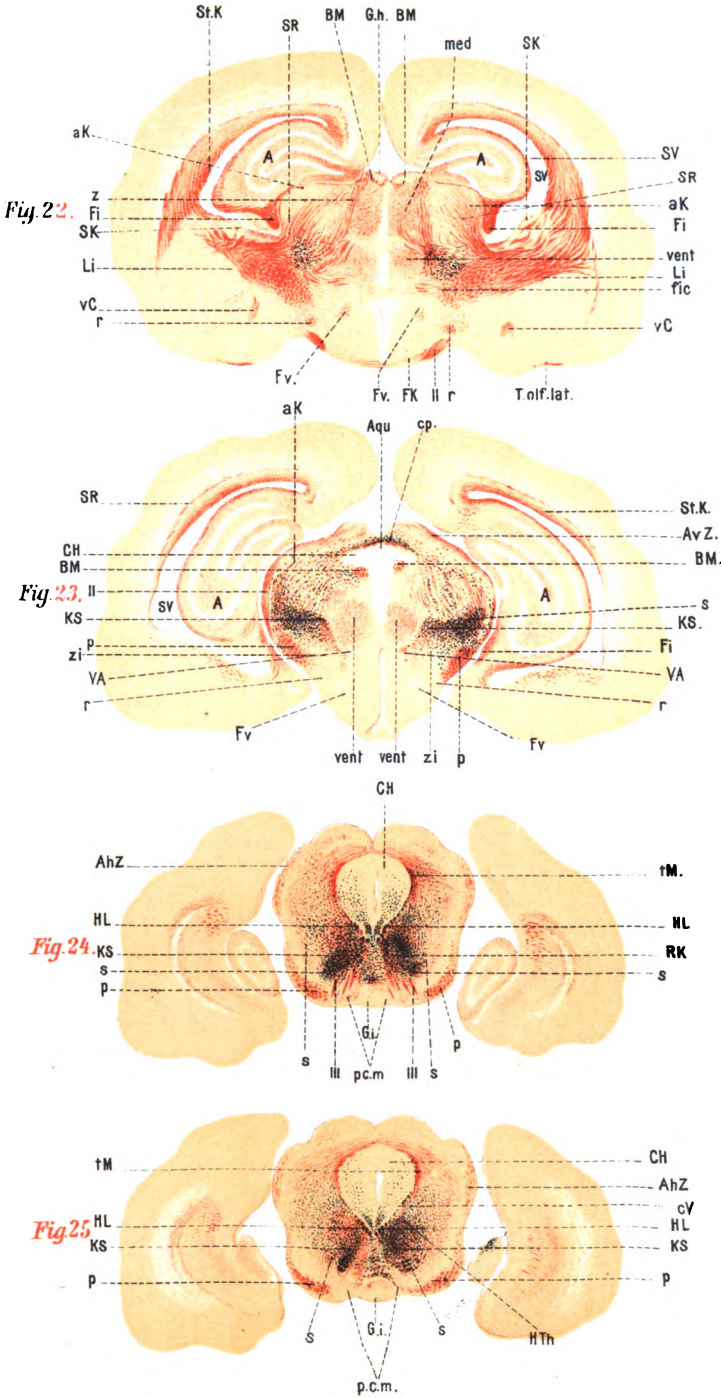 St.K SR BM G.h. BM med SK
aK A A SV
SV
SR
Fig.22. z aK
Fi Fi
SK
vent
Li Li
fic
vC vC
r
Fv. Fv. FK II r T.olf.lat.
aK Aqu cp.
SR St.K.
AvZ.
CH
BM BM.
Fig.23. II
SV A A s
KS KS.
p Fi
zi
VA VA
r r
Fv Fv
vent vent zi p
CH
AhZ tM.
HL HL
Fig.24. KS RK
s s
p p
G.i.
s III p.c.m III s
tM CH
AhZ
cV
Fig.25 HL HL
KS KS
p p
s G.i. s HTh
p.c.m.